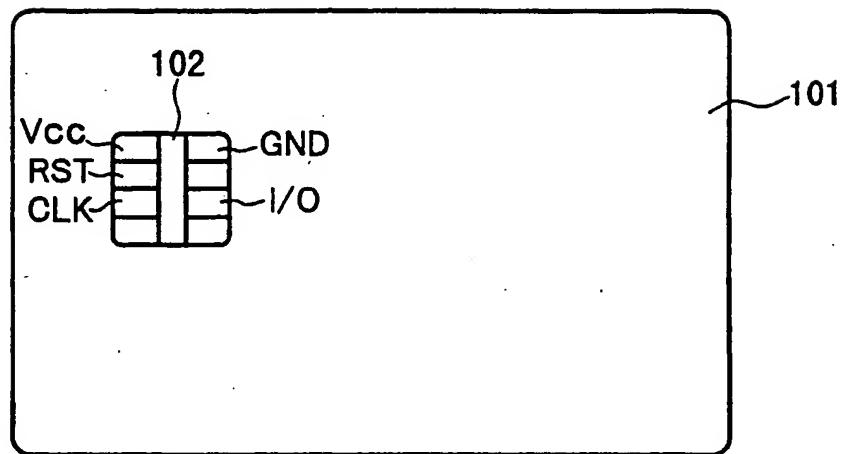 102
101
Vcc
GND
RST
CLK
I/O